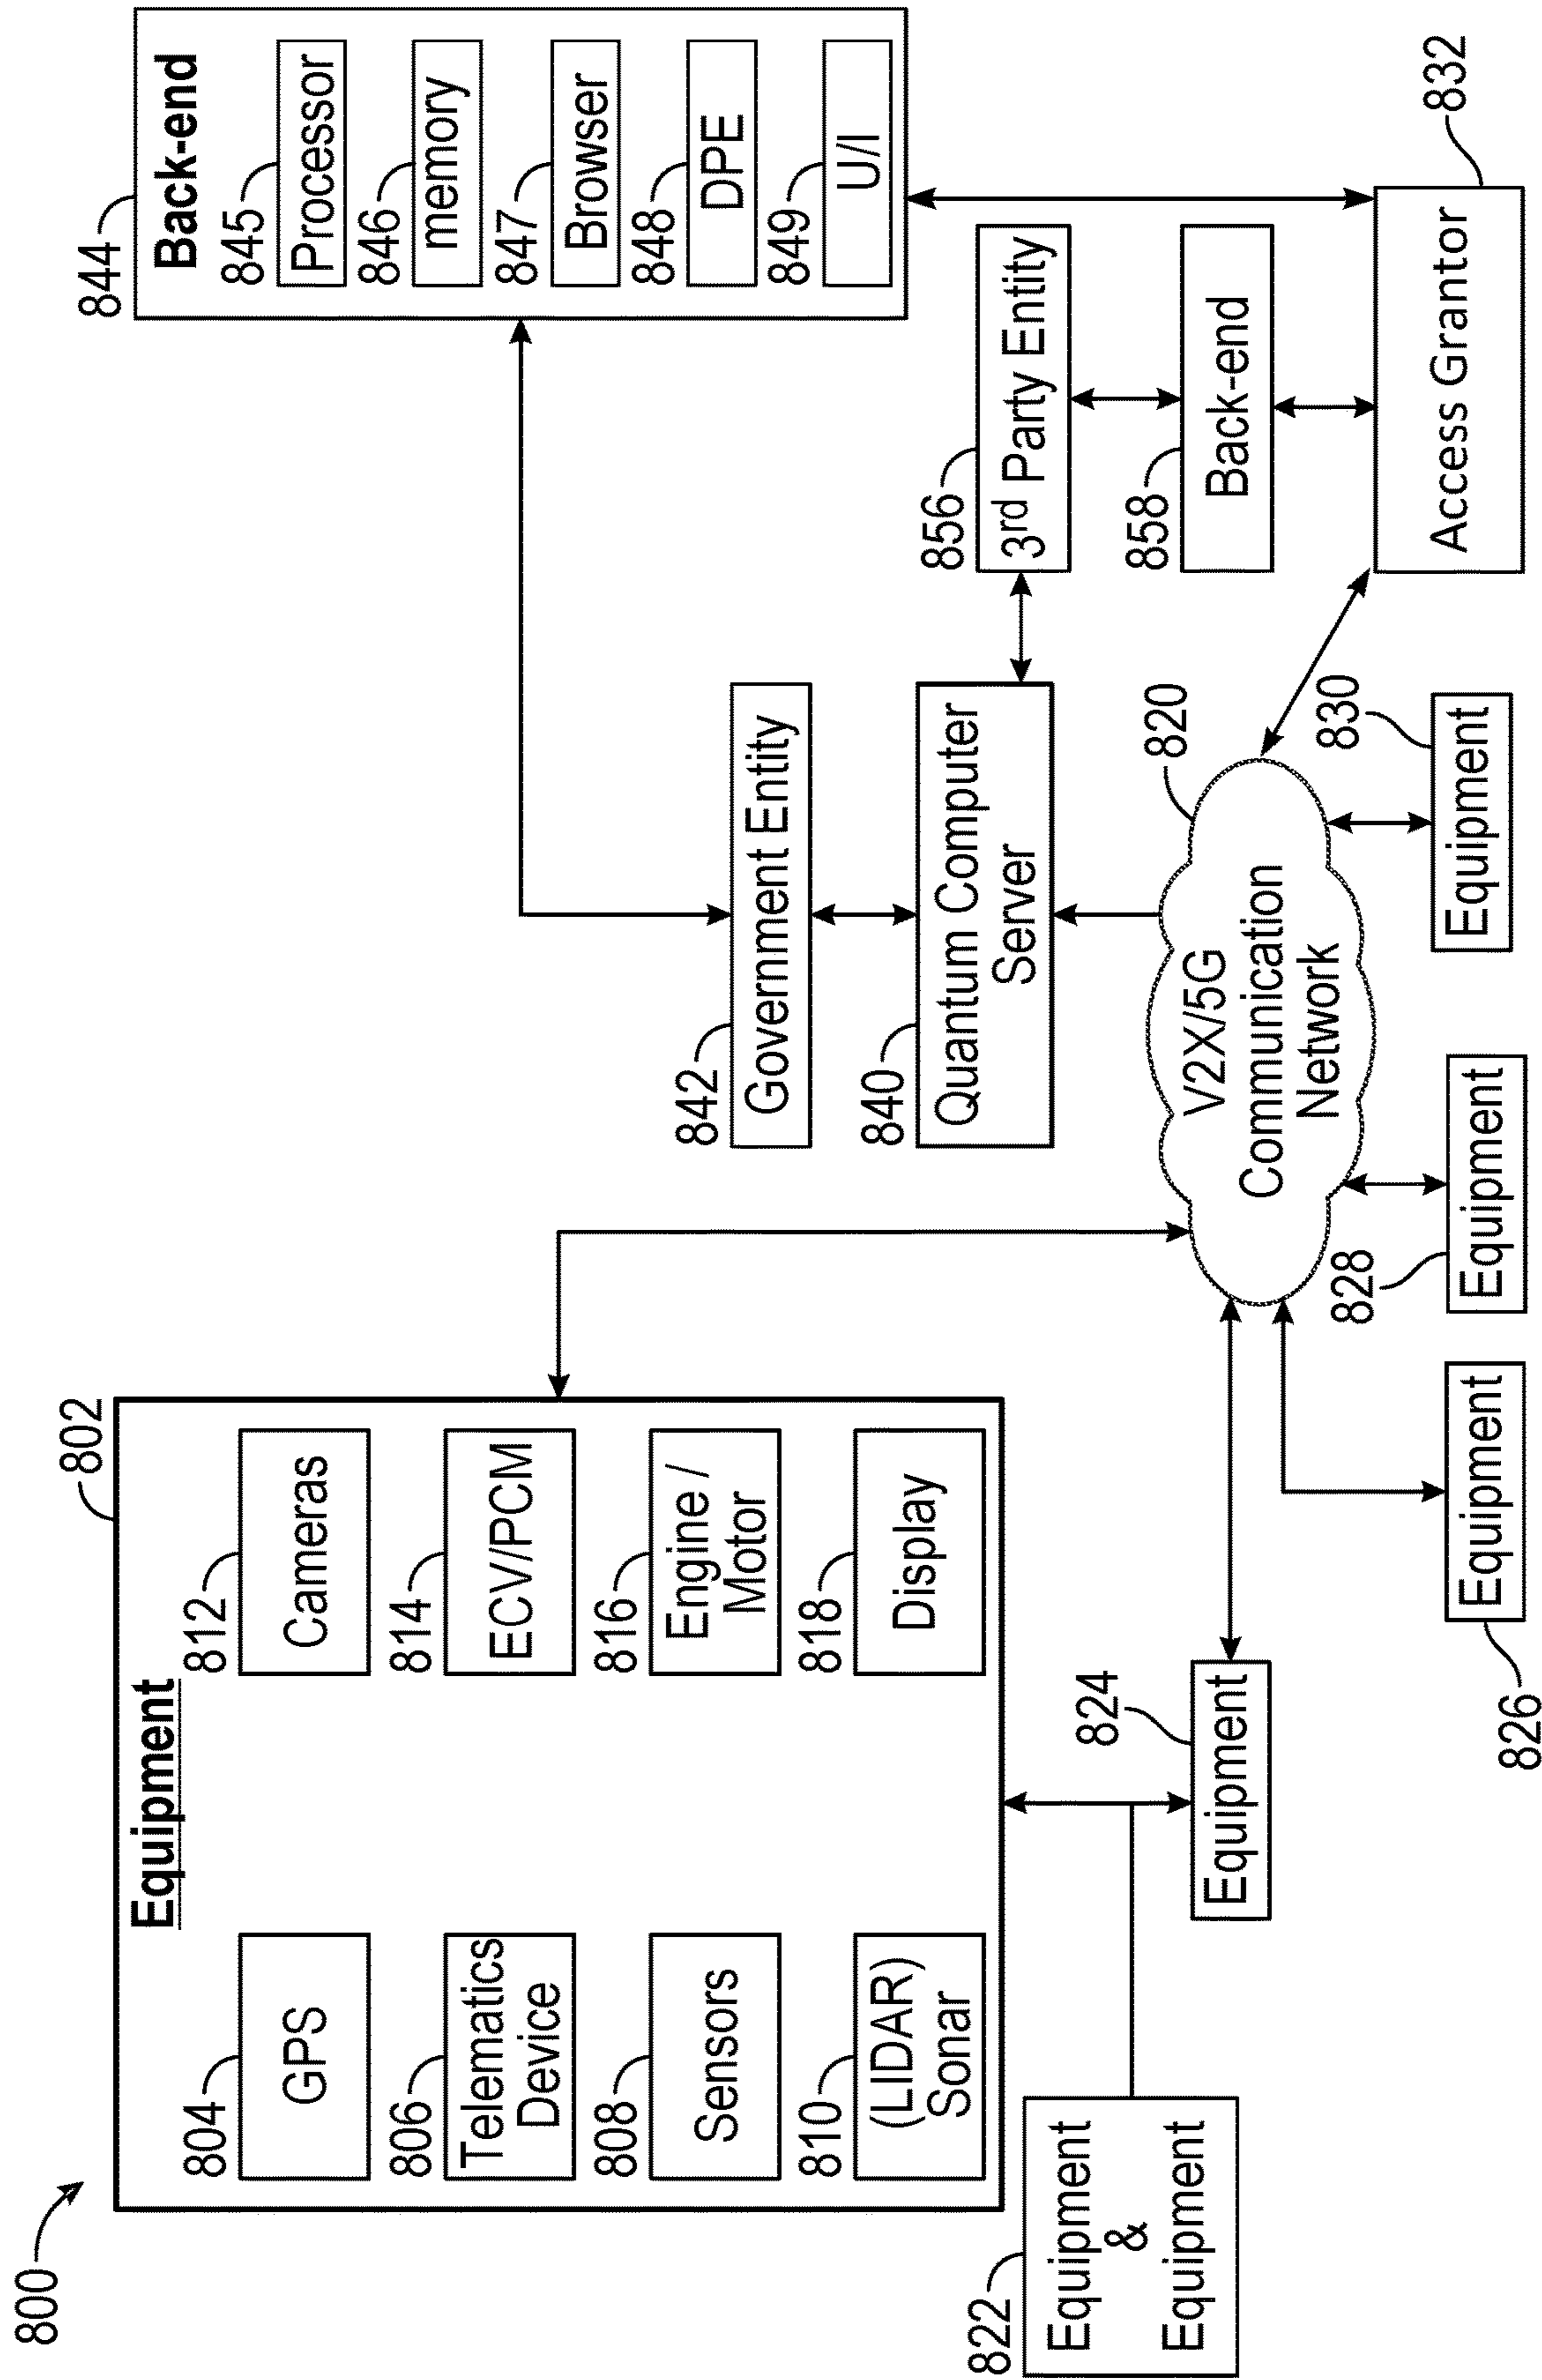 800
802
Equipment
804
GPS
806
Telematics
Device
808
Sensors
810
(LIDAR)
Sonar
812
Cameras
814
ECV/PCM
816
Engine /
Motor
818
Display
822
Equipment
&
Equipment
824
Equipment
826
Equipment
828
Equipment
830
Equipment
820
V2X/5G
Communication
Network
842
Government Entity
840
Quantum Computer
Server
844
Back-end
845
Processor
846
memory
847
Browser
848
DPE
849
U/I
856
3rd Party Entity
858
Back-end
832
Access Grantor